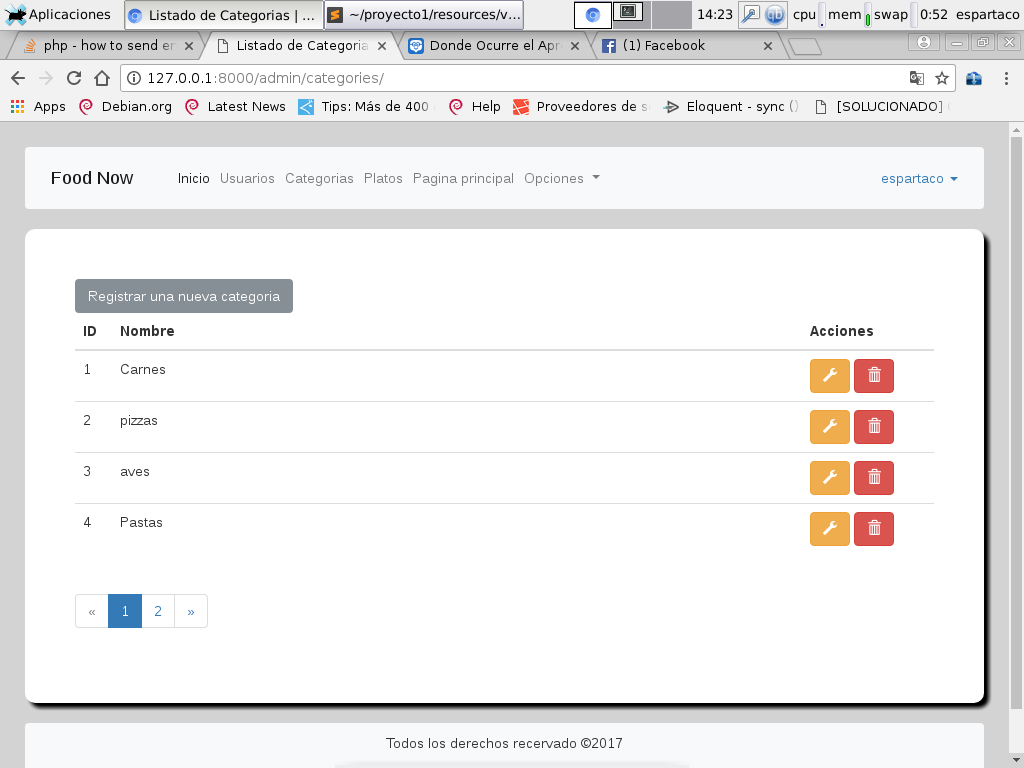 Aplicaciones Listado de Categorias | ... ~/proyecto1/resources/v... 14:23 cpu mem swap 0:52 espartaco
php - how to send er Listado de Categoria Donde Ocurre el Apr (1) Facebook
127.0.0.1:8000/admin/categories/
Apps Debian.org Latest News Tips: Más de 400 Help Proveedores de s Eloquent - sync () [SOLUCIONADO]
Food Now Inicio Usuarios Categorias Platos Pagina principal Opciones espartaco
Registrar una nueva categoria
ID Nombre Acciones
1 Carnes
2 pizzas
3 aves
4 Pastas
« 1 2 »
Todos los derechos recervado ©2017